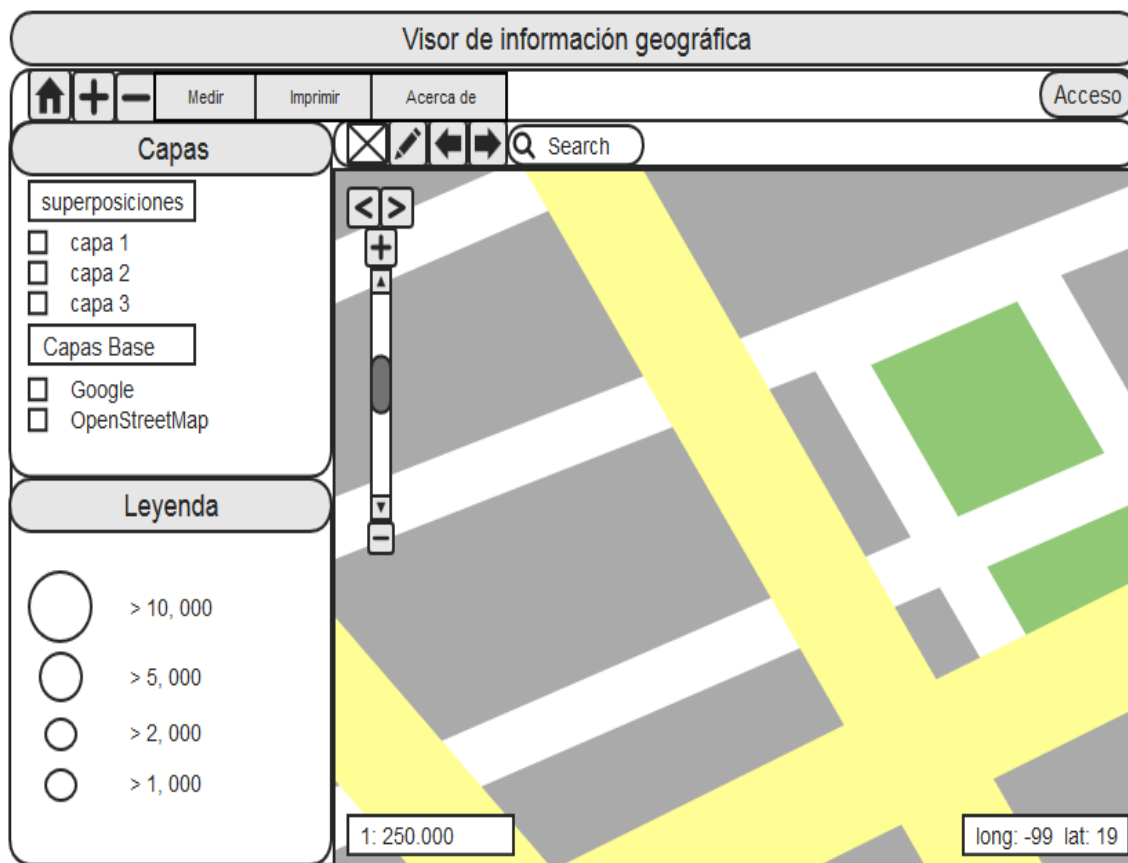 Visor de información geográfica
Medir Imprimir Acerca de Acceso
Capas
Search
superposiciones
capa 1
capa 2
capa 3
Capas Base
Google
OpenStreetMap
Leyenda
> 10, 000
> 5, 000
> 2, 000
> 1, 000
1: 250.000
long: -99 lat: 19